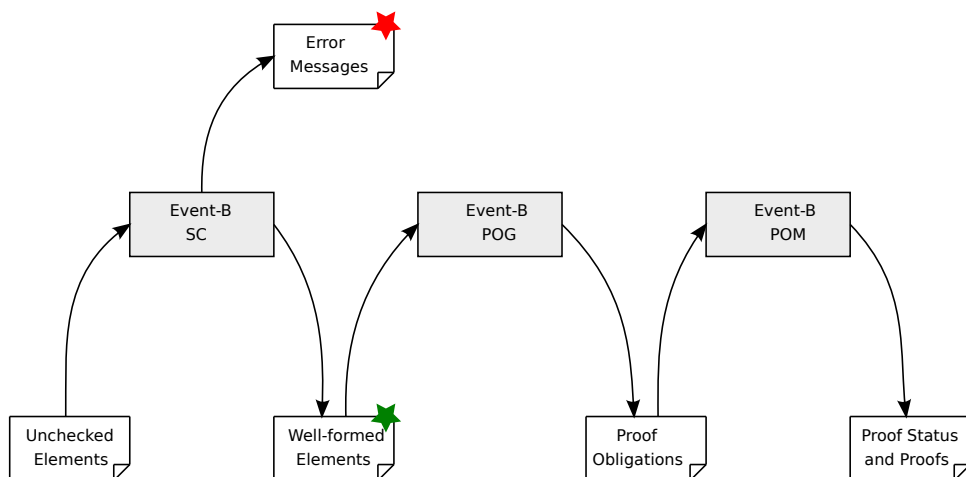 Error
Messages
Event-B
SC
Event-B
POG
Event-B
POM
Unchecked
Elements
Well-formed
Elements
Proof
Obligations
Proof Status
and Proofs